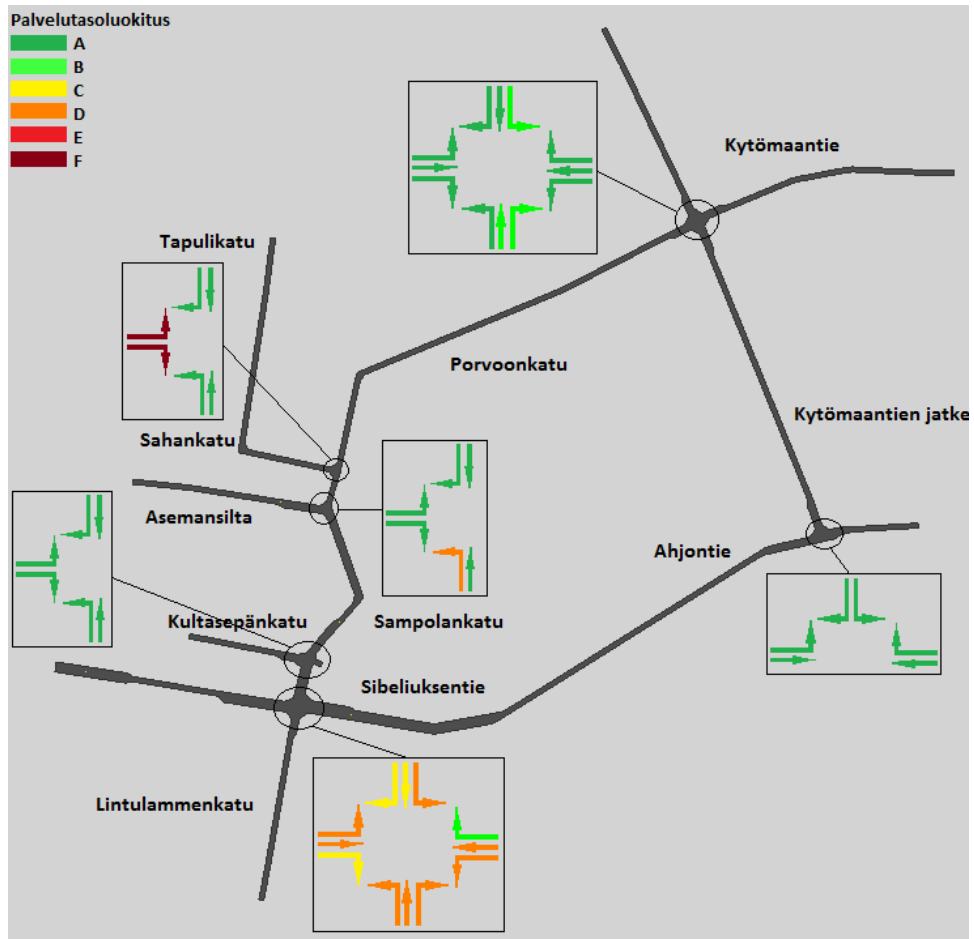 Palvelutasoluokitus
A
B
C
D
E
F
Kytömaantie
Tapulikatu
Porvoonkatu
Kytömaantien jatke
Sahankatu
Asemansilta
Ahjontie
Kultasepänkatu
Sampolankatu
Sibeliuksentie
Lintulammenkatu